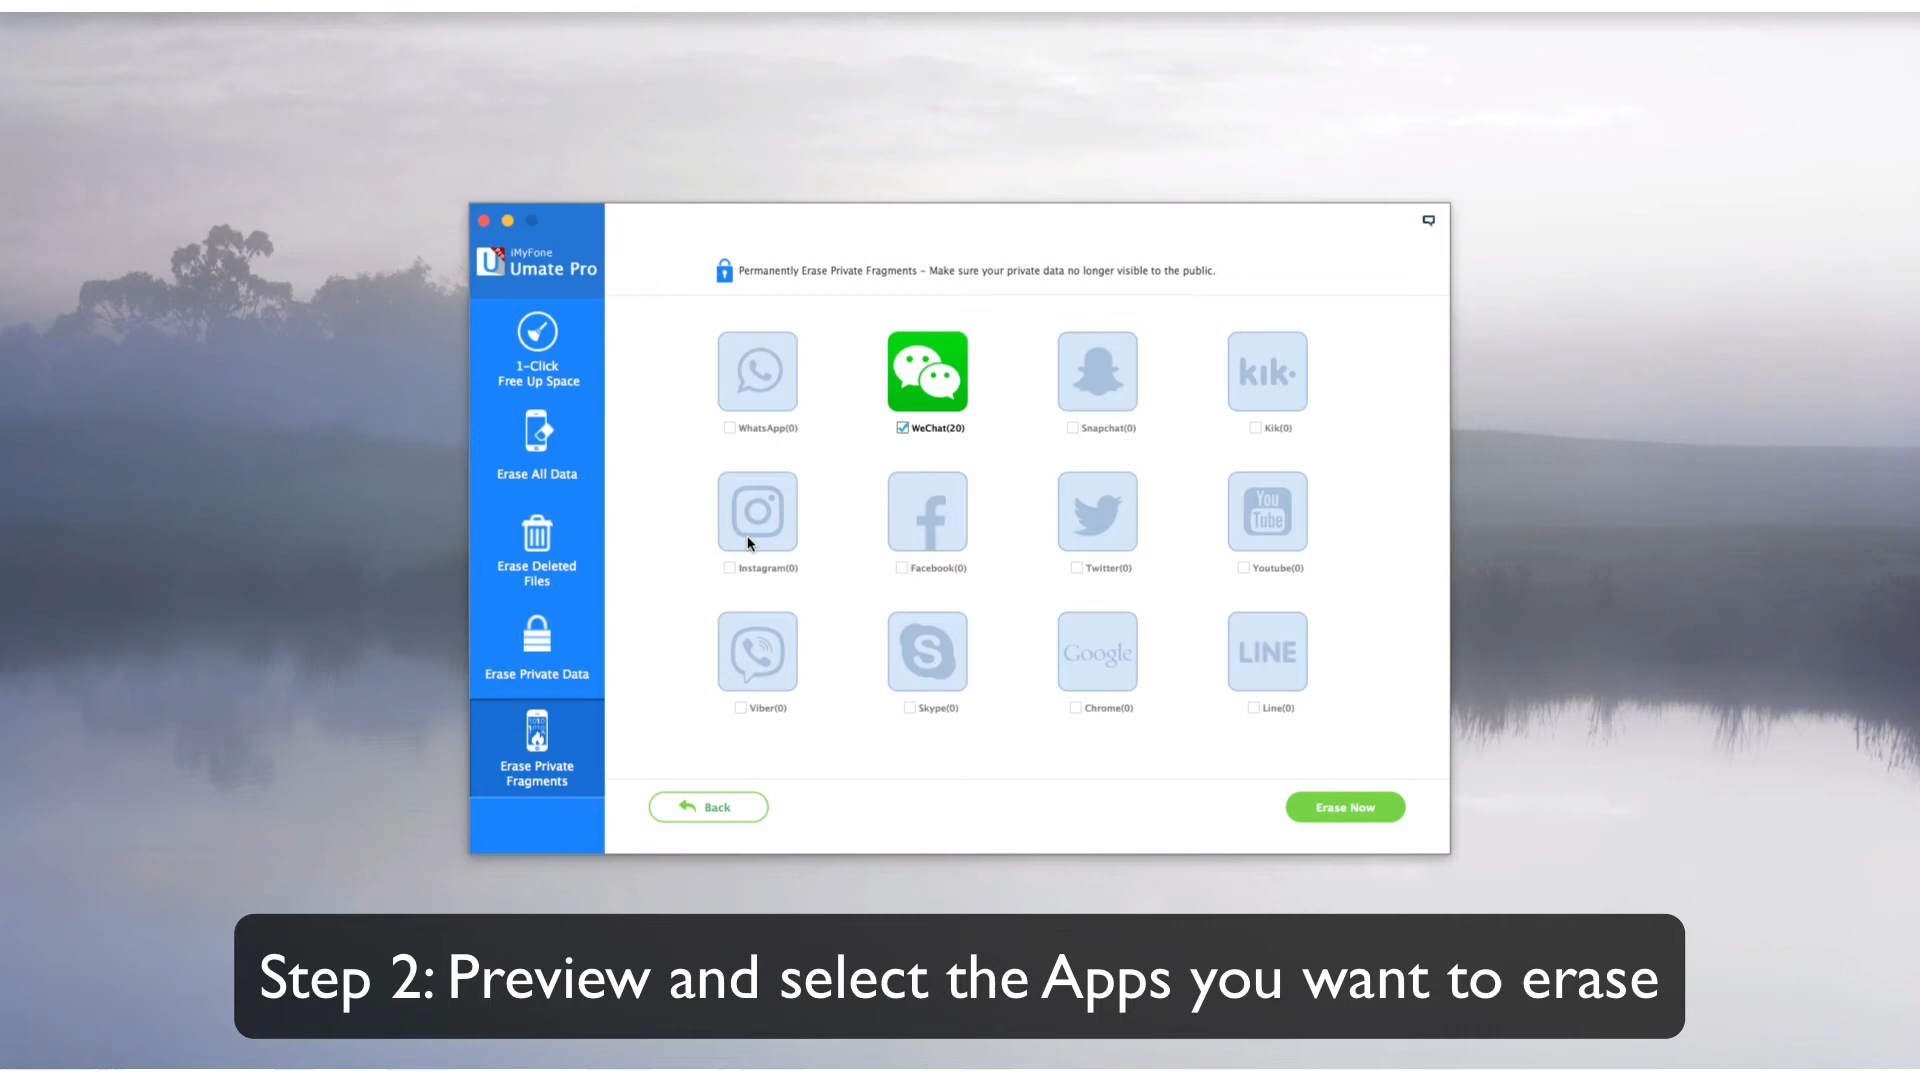 iMyFone
Umate Pro
Permanently Erase Private Fragments - Make sure your private data no longer visible to the public.
1-Click
Free Up Space
Erase All Data
Erase Deleted
Files
Erase Private Data
Erase Private
Fragments
kik
WhatsApp(0)
WeChat(20)
Snapchat(0)
Kik(0)
You
Tube
Instagram(0)
Facebook(0)
Twitter(0)
Youtube(0)
Google
LINE
Viber(0)
Skype(0)
Chrome(0)
Line(0)
Back
Erase Now
Step 2: Preview and select the Apps you want to erase